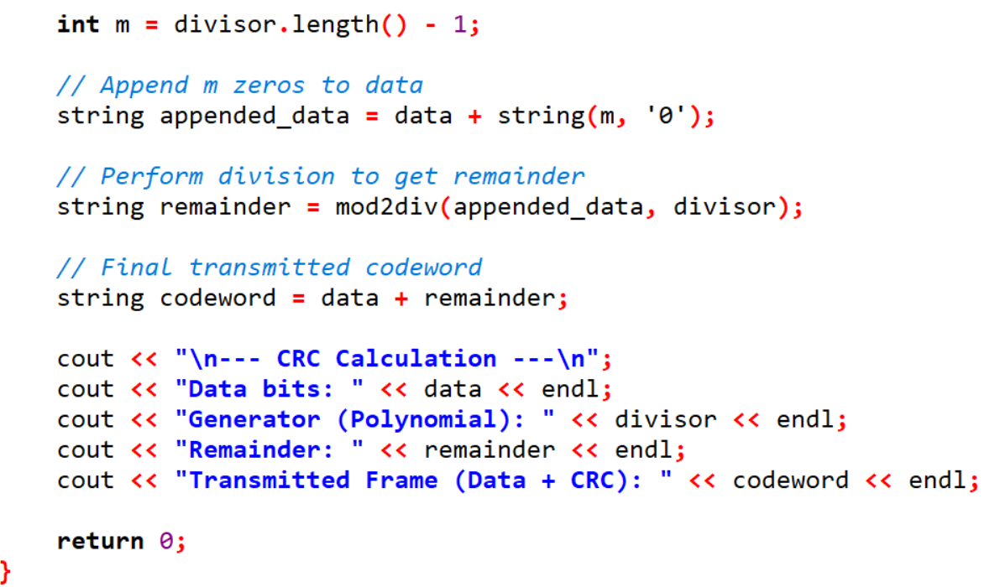 int m = divisor.length() - 1;
// Append m zeros to data
string appended_data = data + string(m, '0');
// Perform division to get remainder
string remainder = mod2div(appended_data, divisor);
// Final transmitted codeword
string codeword = data + remainder;
cout << "\n--- CRC Calculation ---\n";
cout << "Data bits: " << data << endl;
cout << "Generator (Polynomial): " << divisor << endl;
cout << "Remainder: " << remainder << endl;
cout << "Transmitted Frame (Data + CRC): " << codeword << endl;
return 0;
}